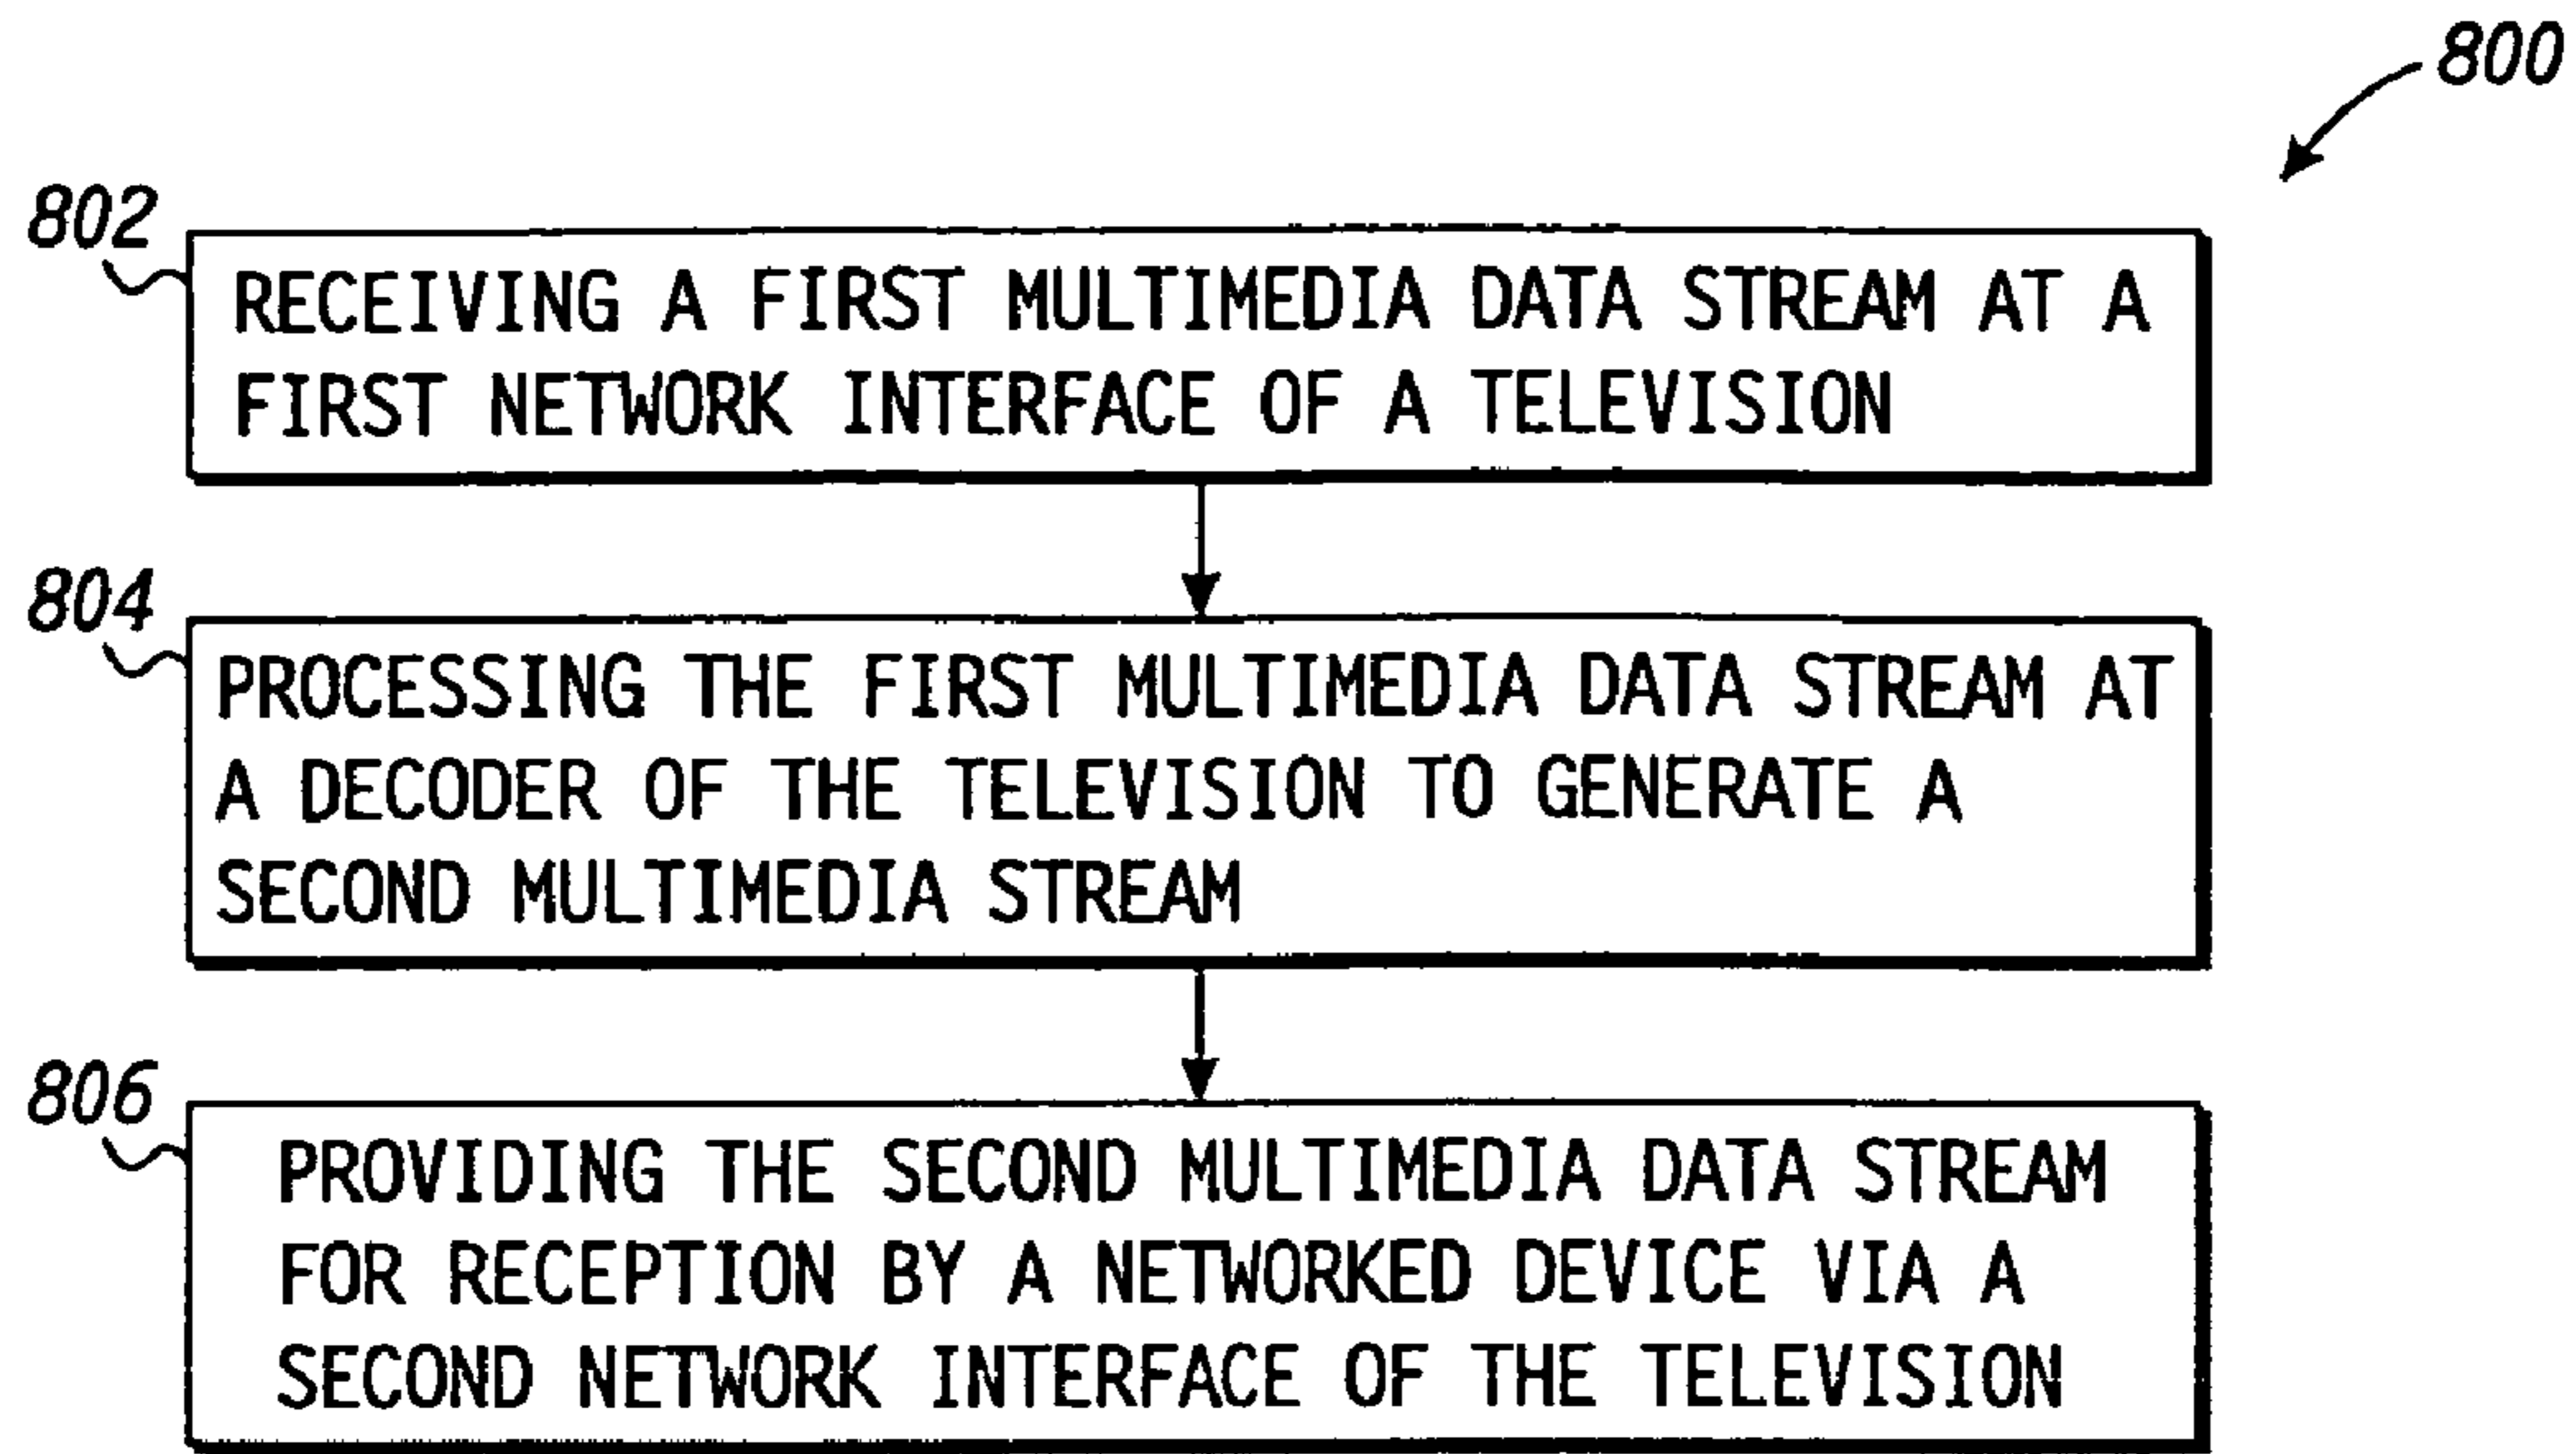 800
802
RECEIVING A FIRST MULTIMEDIA DATA STREAM AT A
FIRST NETWORK INTERFACE OF A TELEVISION
804
PROCESSING THE FIRST MULTIMEDIA DATA STREAM AT
A DECODER OF THE TELEVISION TO GENERATE A
SECOND MULTIMEDIA STREAM
806
PROVIDING THE SECOND MULTIMEDIA DATA STREAM
FOR RECEPTION BY A NETWORKED DEVICE VIA A
SECOND NETWORK INTERFACE OF THE TELEVISION